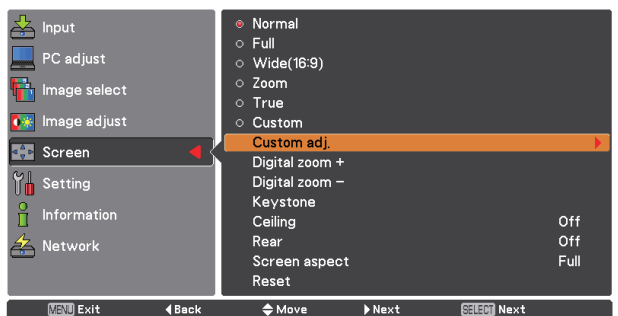 Input
PC adjust
Image select
Image adjust
Screen
Setting
Information
Network
Normal
Full
Wide(16:9)
Zoom
True
Custom
Custom adj.
Digital zoom +
Digital zoom –
Keystone
Ceiling Off
Rear Off
Screen aspect Full
Reset
MENU Exit Back Move Next SELECT Next